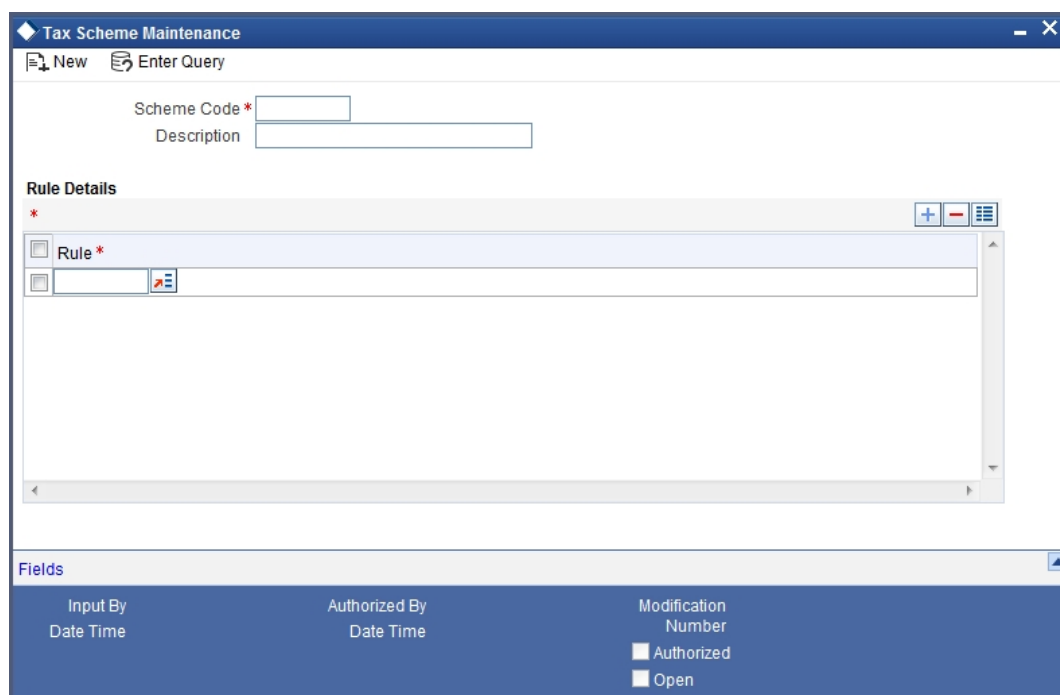 Tax Scheme Maintenance
New Enter Query
Scheme Code *
Description
Rule Details
*
Rule *
Fields
Input By Authorized By Modification
Date Time Date Time Number
Authorized
Open